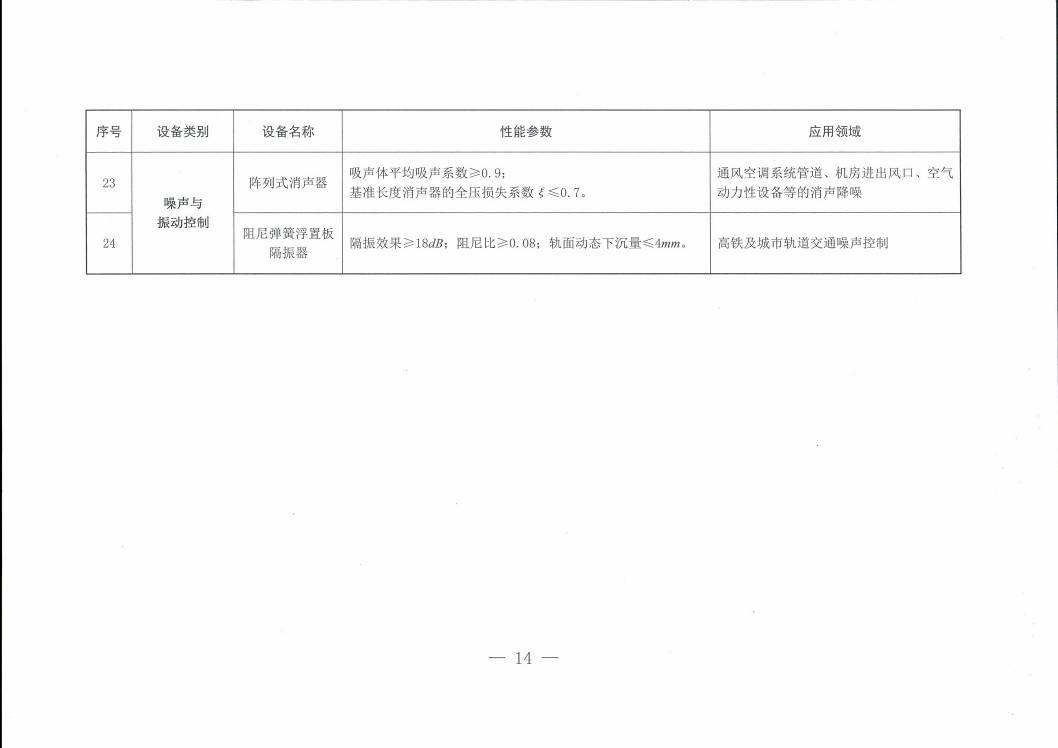 序号 设备类别 设备名称 性能参数 应用领域
23 噪声与振动控制 阵列式消声器 吸声体平均吸声系数≥0.9; 通风空调系统管道、机房进出风口、空气
基准长度消声器的全压损失系数ξ≤0.7。 动力性设备等的消声降噪
24 阻尼弹簧浮置板 隔振效果≥18dB; 阻尼比≥0.08; 轨面动态下沉量≤4mm。 高铁及城市轨道交通噪声控制
隔振器
— 14 —